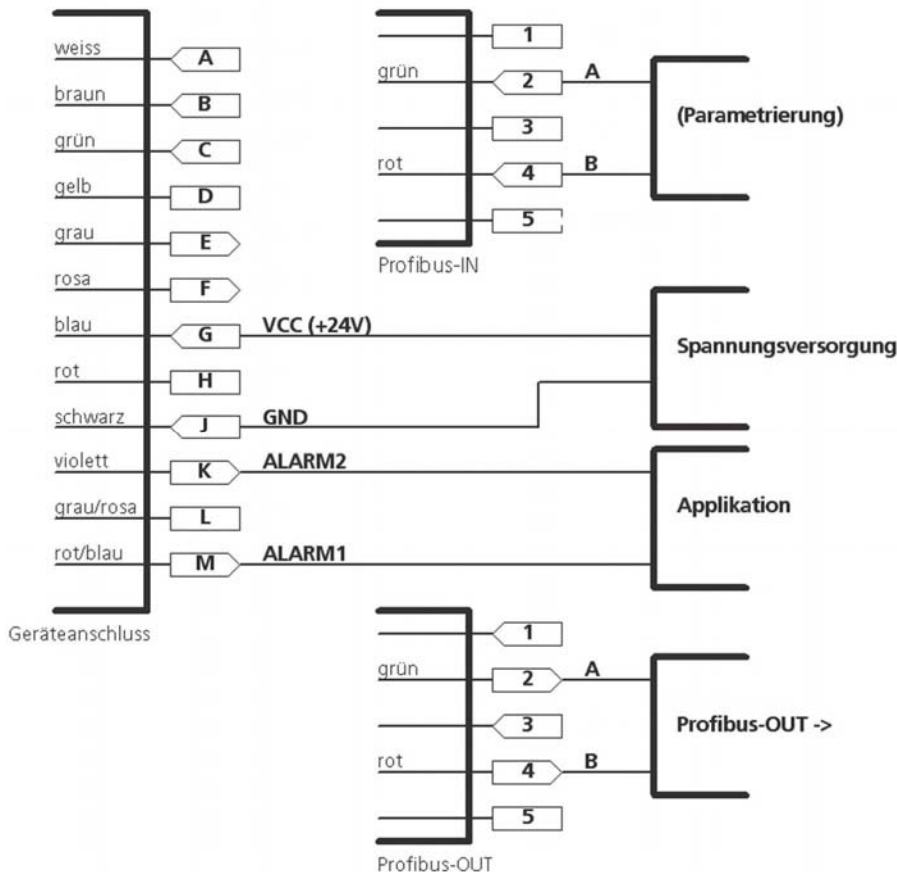 weiss A
braun B
grün C
gelb D
grau E
rosa F
blau G VCC (+24V)
rot H
schwarz J GND
violett K ALARM2
grau/rosa L
rot/blau M ALARM1
Geräteanschluss
1
grün 2 A
3
rot 4 B
5
Profibus-IN
(Parametrierung)
Spannungsversorgung
Applikation
1
grün 2 A
3
rot 4 B
5
Profibus-OUT
Profibus-OUT ->